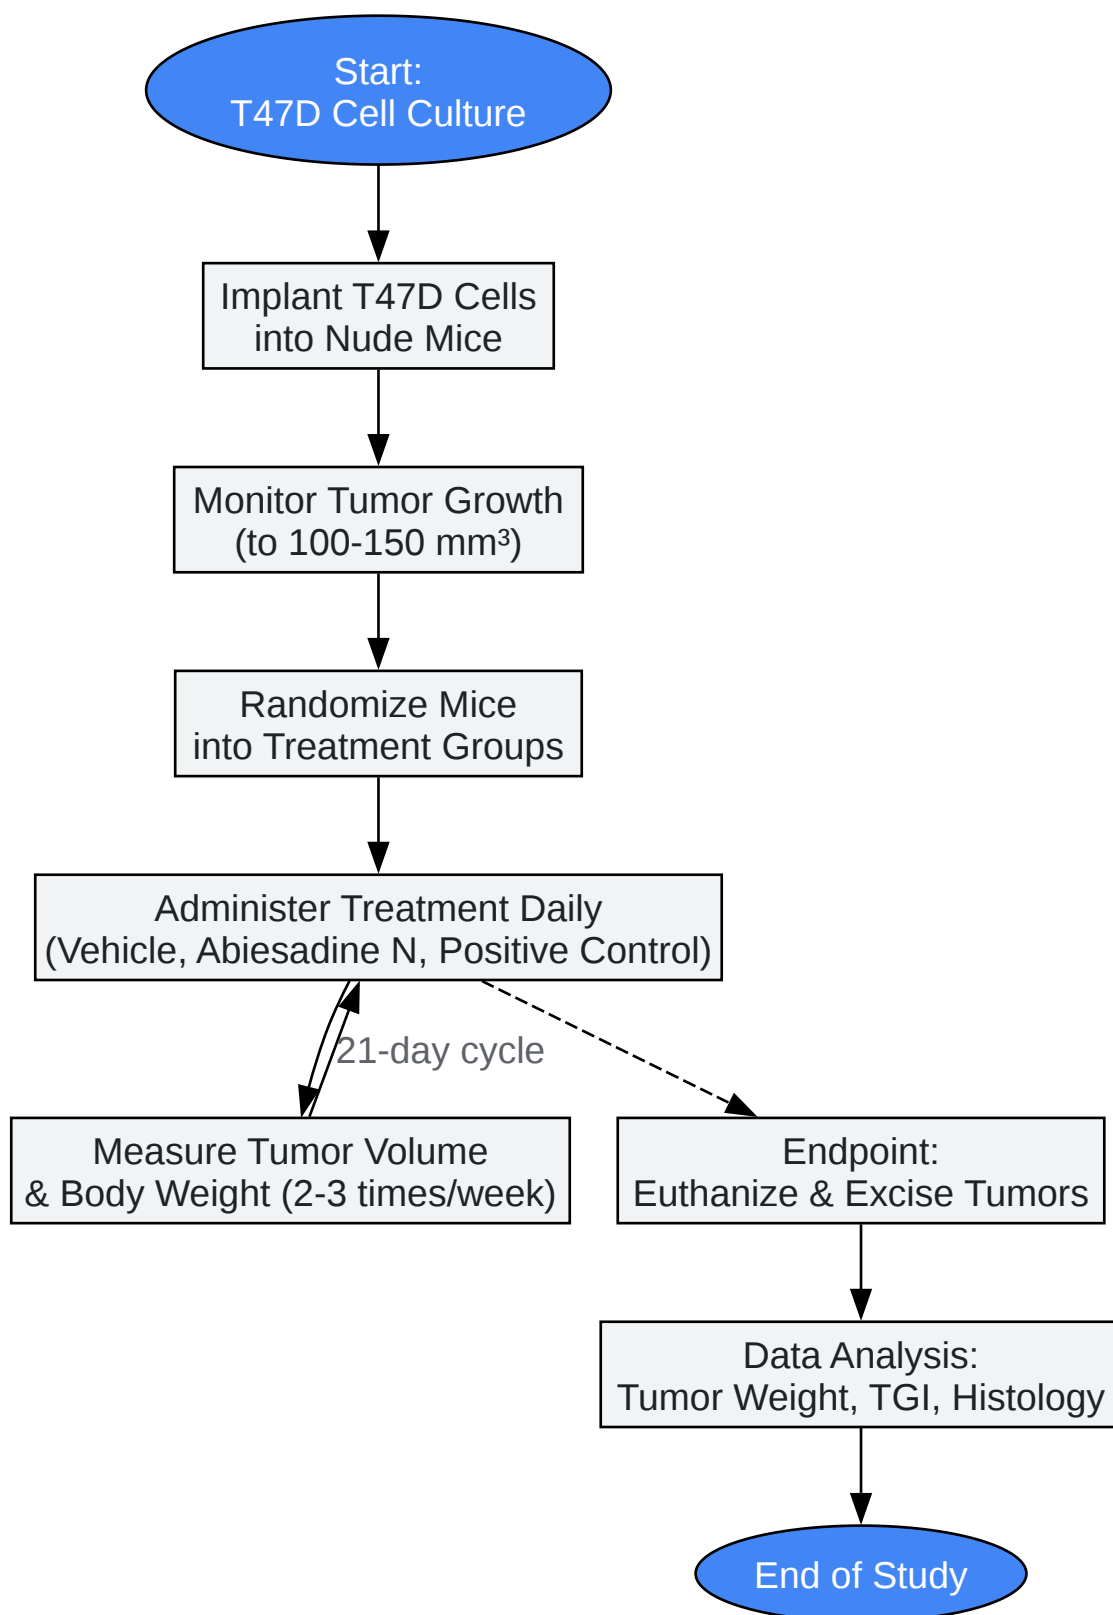 Start:
T47D Cell Culture
Implant T47D Cells
into Nude Mice
Monitor Tumor Growth
(to 100-150 mm³)
Randomize Mice
into Treatment Groups
Administer Treatment Daily
(Vehicle, Abiesadine N, Positive Control)
21-day cycle
Measure Tumor Volume
& Body Weight (2-3 times/week)
Endpoint:
Euthanize & Excise Tumors
Data Analysis:
Tumor Weight, TGI, Histology
End of Study